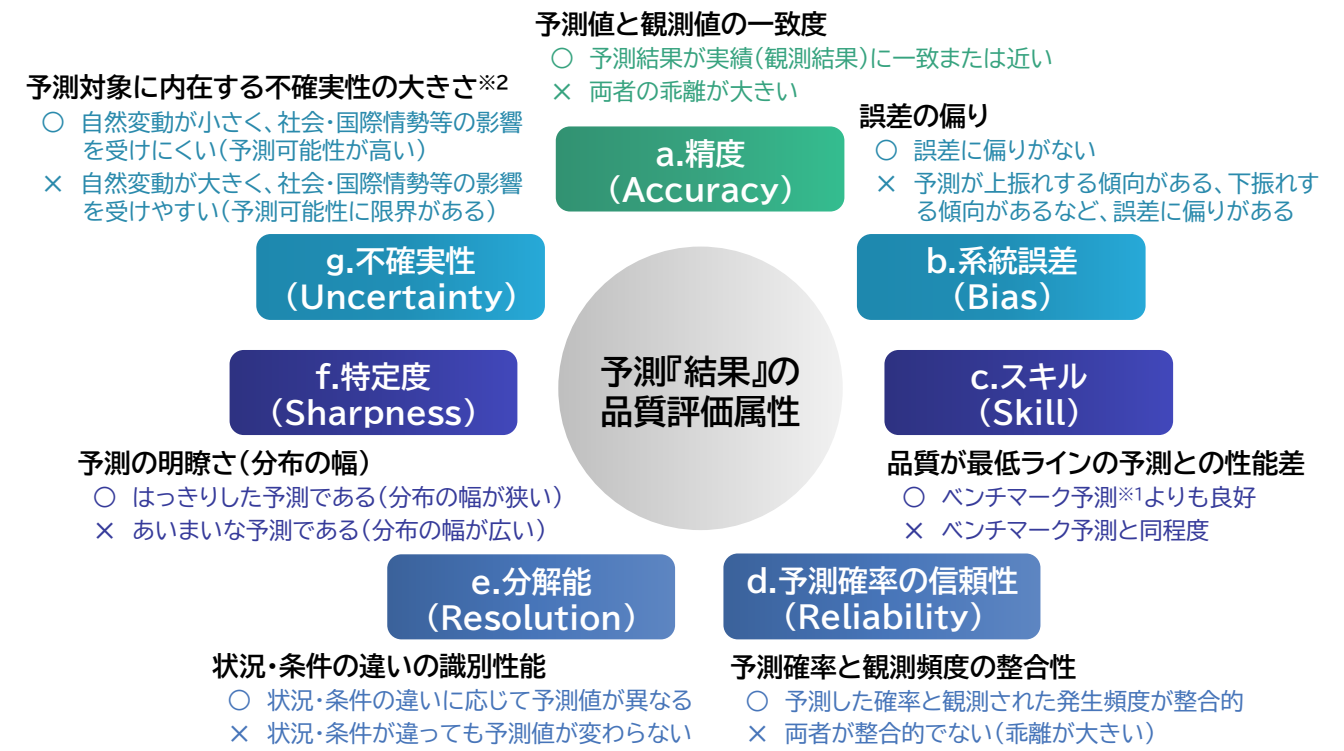 予測値と観測値の一致度
○ 予測結果が実績(観測結果)に一致または近い
× 両者の乖離が大きい
a.精度
(Accuracy)
誤差の偏り
○ 誤差に偏りがない
× 予測が上振れする傾向がある、下振れす
る傾向があるなど、誤差に偏りがある
b.系統誤差
(Bias)
c.スキル
(Skill)
品質が最低ラインの予測との性能差
○ ベンチマーク予測※1よりも良好
× ベンチマーク予測と同程度
d.予測確率の信頼性
(Reliability)
予測確率と観測頻度の整合性
○ 予測した確率と観測された発生頻度が整合的
× 両者が整合的でない(乖離が大きい)
e.分解能
(Resolution)
状況・条件の違いの識別性能
○ 状況・条件の違いに応じて予測値が異なる
× 状況・条件が違っても予測値が変わらない
f.特定度
(Sharpness)
予測の明瞭さ(分布の幅)
○ はっきりした予測である(分布の幅が狭い)
× あいまいな予測である(分布の幅が広い)
予測対象に内在する不確実性の大きさ※2
○ 自然変動が小さく、社会・国際情勢等の影響
を受けにくい(予測可能性が高い)
× 自然変動が大きく、社会・国際情勢等の影響
を受けやすい(予測可能性に限界がある)
g.不確実性
(Uncertainty)
予測『結果』の
品質評価属性